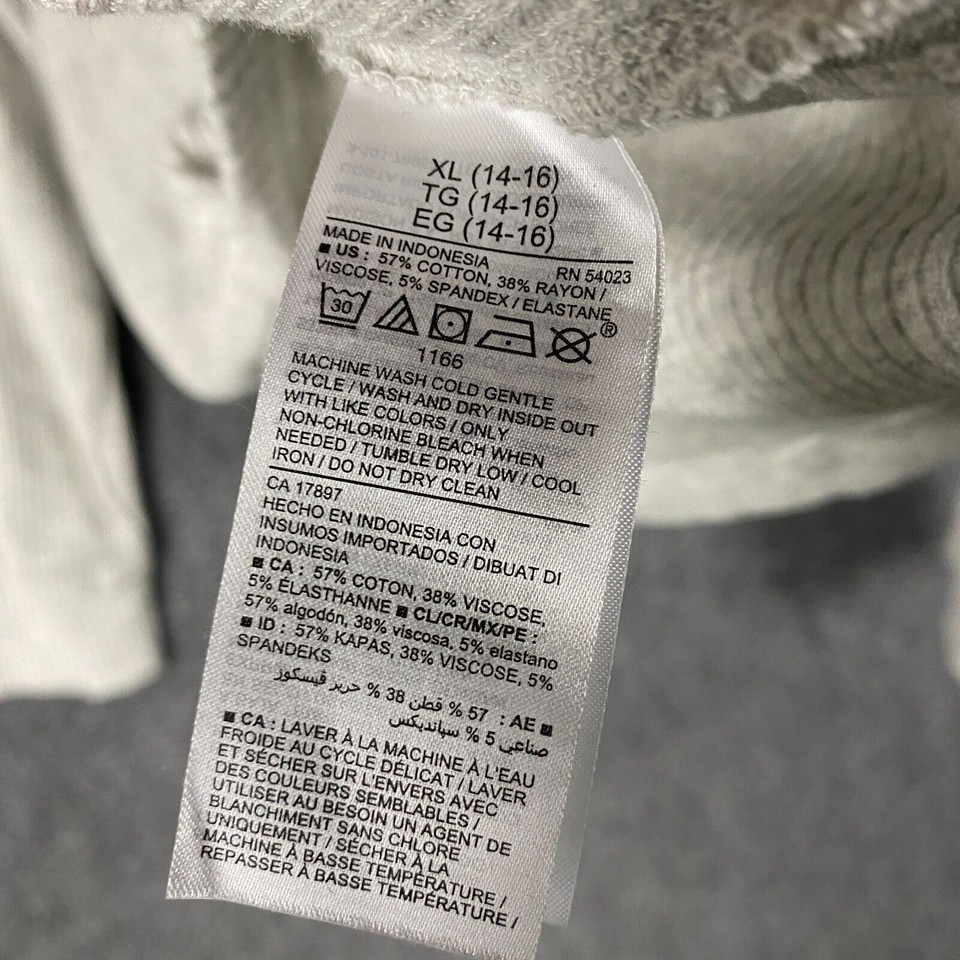 XL (14-16)
TG (14-16)
EG (14-16)
MADE IN INDONESIA
RN 54023
■ US : 57% COTTON, 38% RAYON /
VISCOSE, 5% SPANDEX / ELASTANE
30
®
1166
MACHINE WASH COLD GENTLE
CYCLE / WASH AND DRY INSIDE OUT
WITH LIKE COLORS / ONLY
NON-CHLORINE BLEACH WHEN
NEEDED / TUMBLE DRY LOW / COOL
IRON / DO NOT DRY CLEAN
CA 17897
HECHO EN INDONESIA CON
INSUMOS IMPORTADOS / DIBUAT DI
INDONESIA
■ CA : 57% COTON, 38% VISCOSE,
5% ÉLASTHANNE ■ CL/CR/MX/PE :
57% algodón, 38% viscosa, 5% elastano
■ ID : 57% KAPAS, 38% VISCOSE, 5%
SPANDEKS
■ AE : 57 % قطن 38 % حرير ڤيسكوز
صناعي 5 % سبانديكس
■ CA : LAVER À LA MACHINE À L'EAU
FROIDE AU CYCLE DÉLICAT / LAVER
ET SÉCHER SUR L'ENVERS AVEC
DES COULEURS SEMBLABLES /
UTILISER AU BESOIN UN AGENT DE
BLANCHIMENT SANS CHLORE
UNIQUEMENT / SÉCHER À LA
MACHINE À BASSE TEMPÉRATURE /
REPASSER À BASSE TEMPÉRATURE /